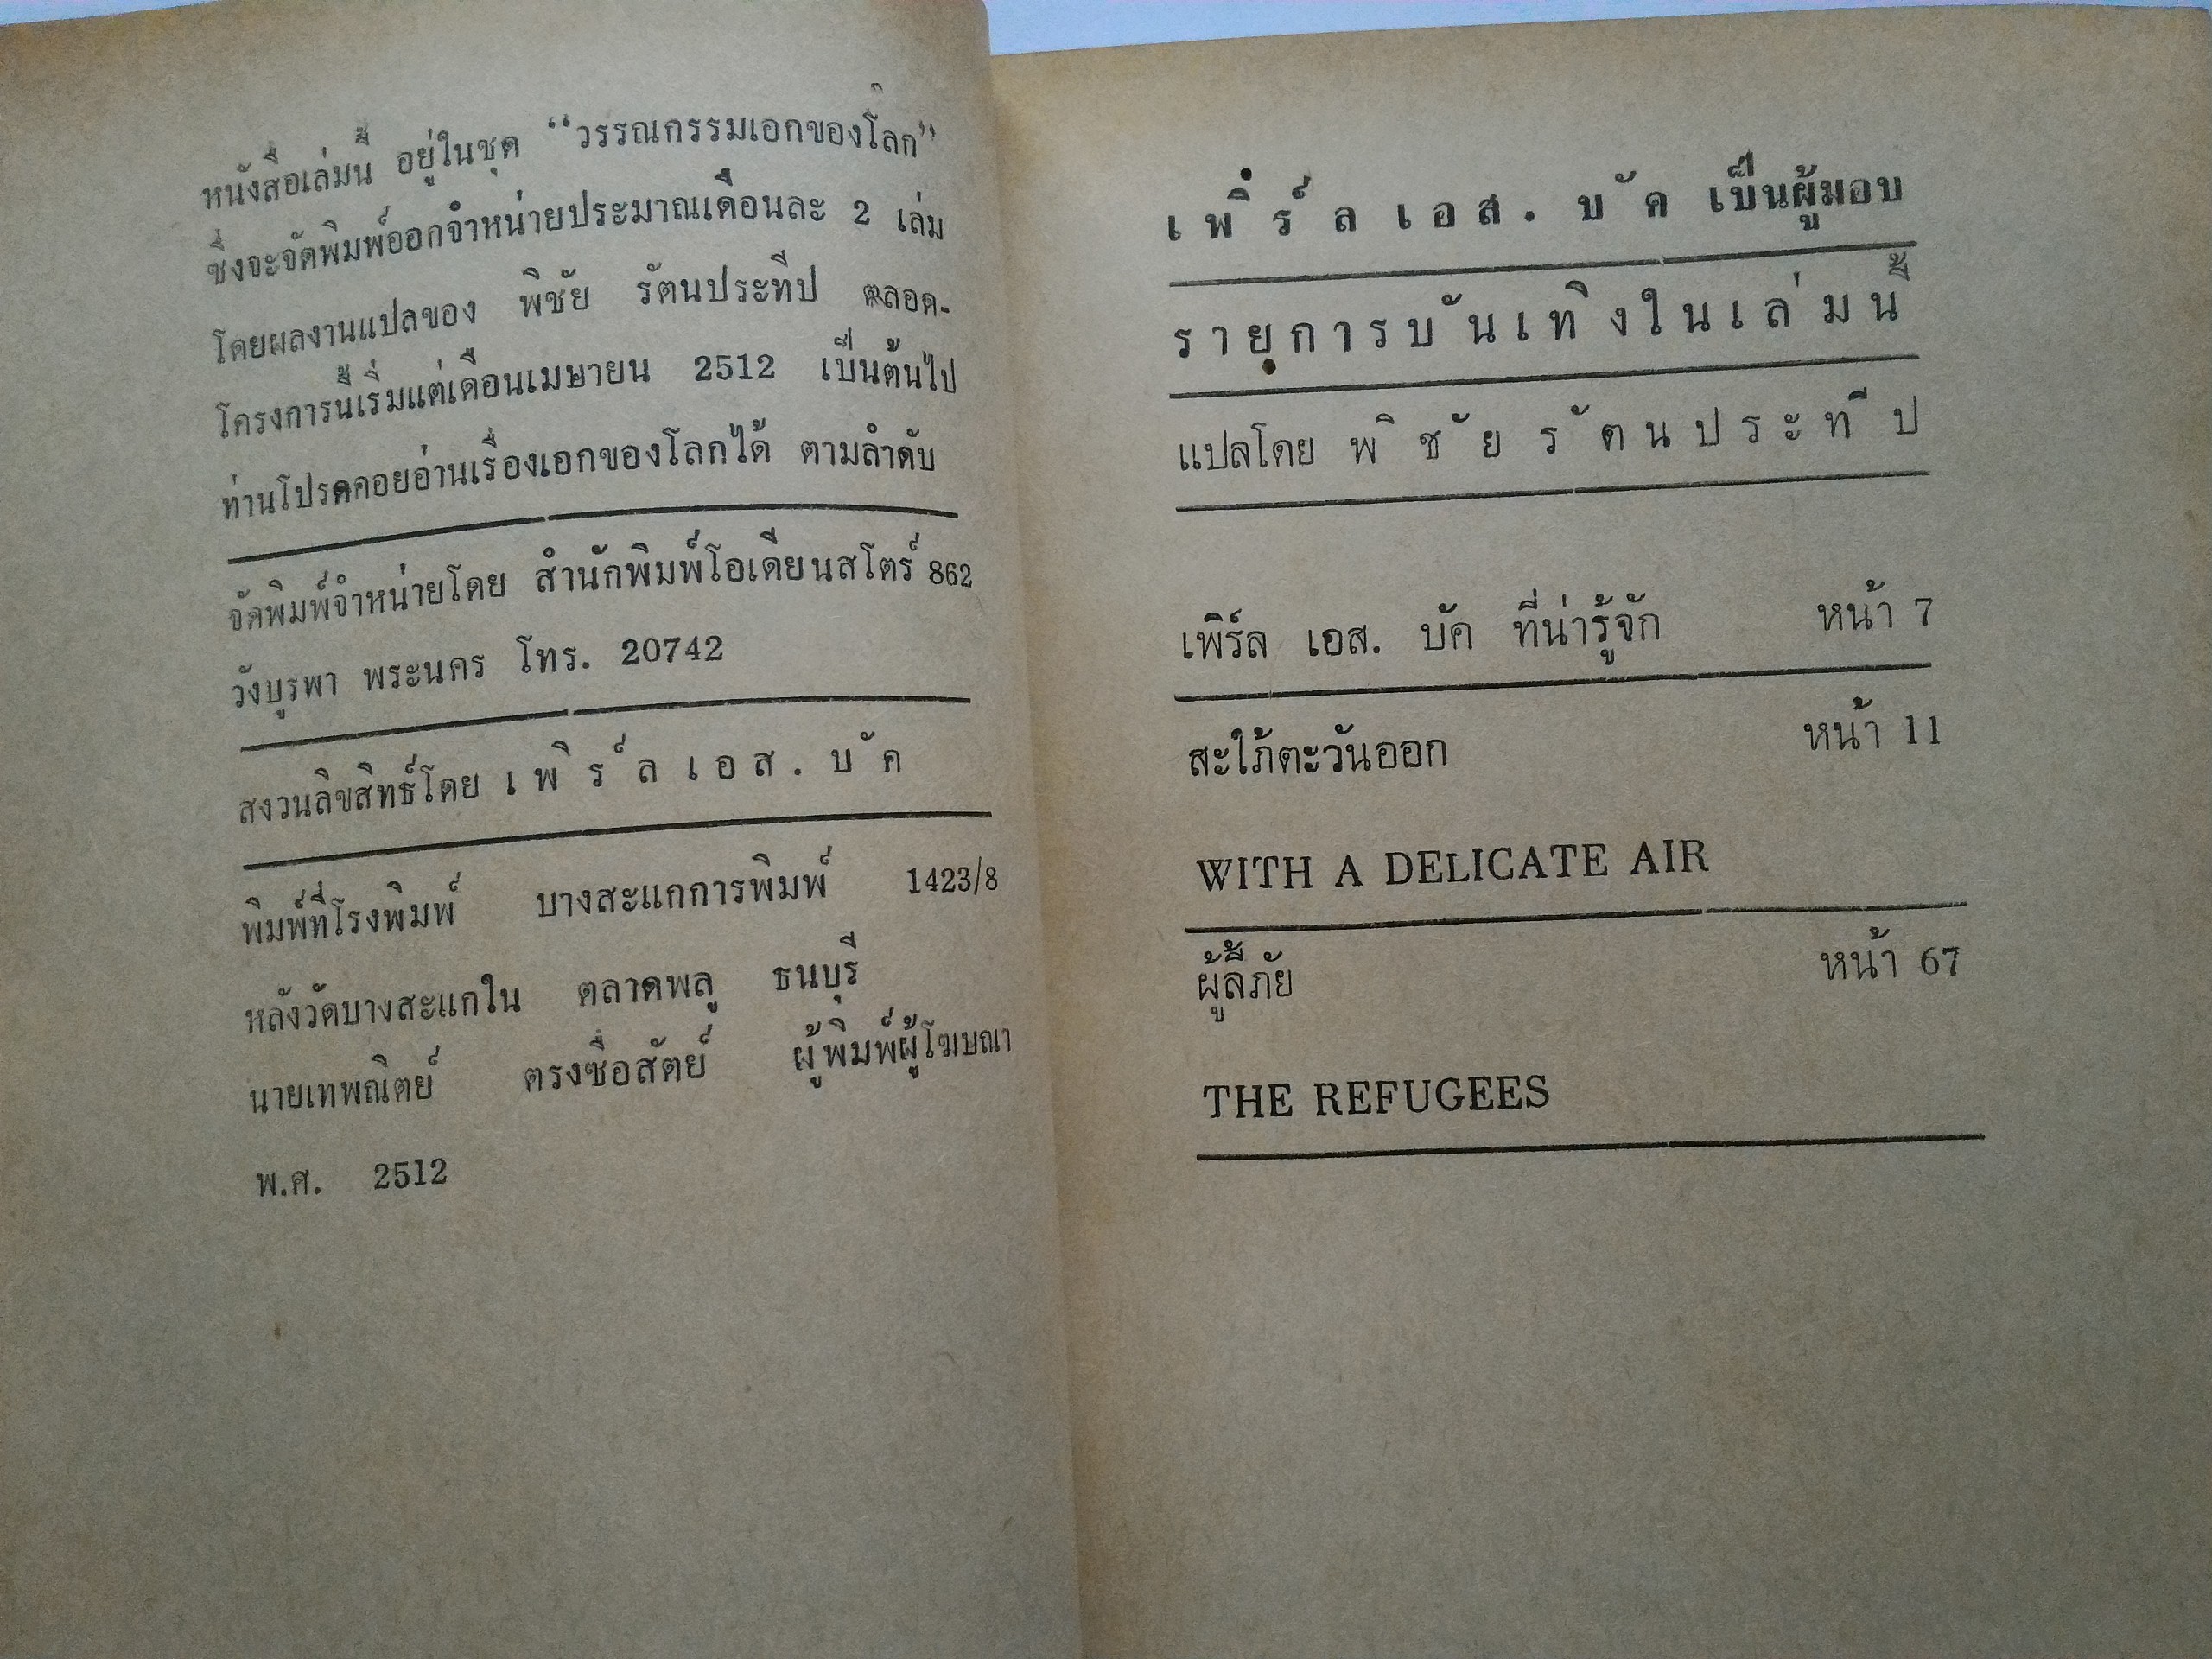 หนังสือเล่มนี้ อยู่ในชุด “วรรณกรรมเอกของโลก”
ซึ่งจะจัดพิมพ์ออกจำหน่ายประมาณเดือนละ 2 เล่ม
โดยผลงานแปลของ พิชัย รัตนประทีป ตลอด-
โครงการนี้เริ่มแต่เดือนเมษายน 2512 เป็นต้นไป
ท่านโปรดคอยอ่านเรื่องเอกของโลกได้ ตามลำดับ
จัดพิมพ์จำหน่ายโดย สำนักพิมพ์โอเดียนสโตร์ 862
วังบูรพา พระนคร โทร. 20742
สงวนลิขสิทธิ์โดย เพิร์ล เอส. บัค
พิมพ์ที่โรงพิมพ์ บางสะแกการพิมพ์ 1423/8
หลังวัดบางสะแกใน ตลาดพลู ธนบุรี
นายเทพณิตย์ ตรงซื่อสัตย์ ผู้พิมพ์ผู้โฆษณา
พ.ศ. 2512
เพิร์ล เอส. บัค เป็นผู้มอบ
รายการบันเทิงในเล่มนี้
แปลโดย พิชัย รัตนประทีป
เพิร์ล เอส. บัค ที่น่ารู้จัก หน้า 7
สะใภ้ตะวันออก หน้า 11
WITH A DELICATE AIR
ผู้ลี้ภัย หน้า 67
THE REFUGEES